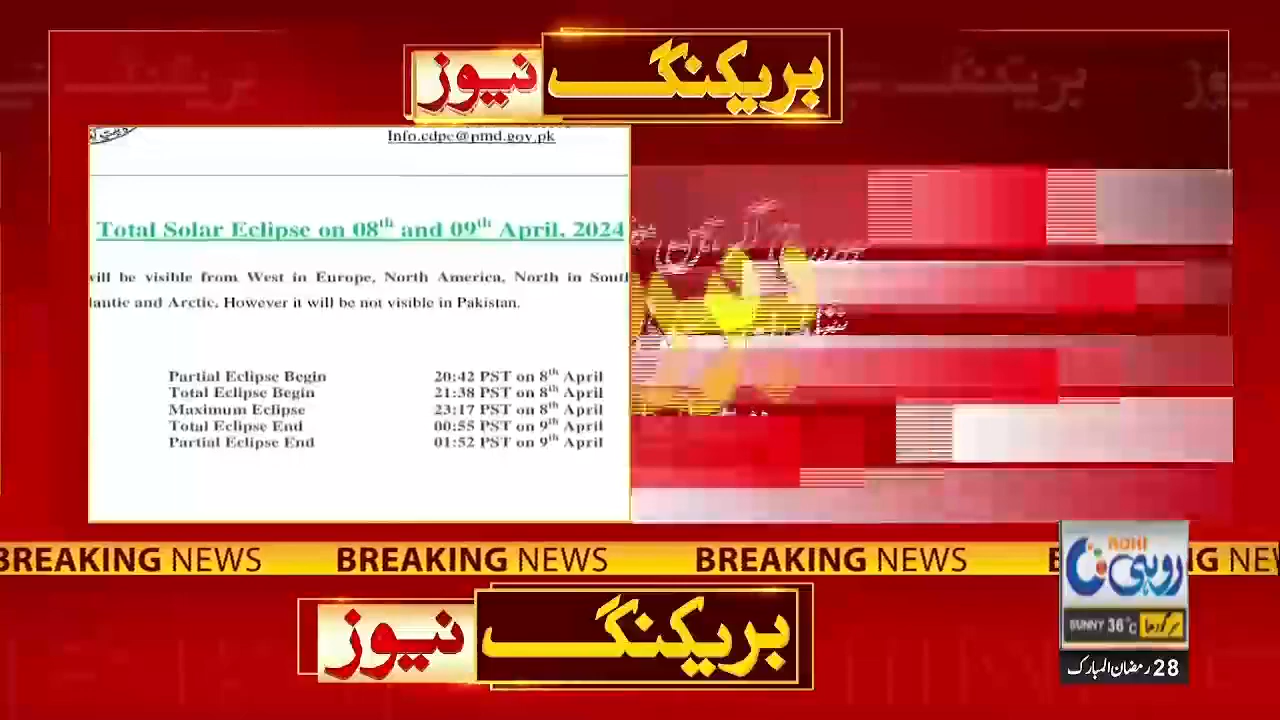 بریکنگ نیوز
Info.cdpc@pmd.gov.pk
Total Solar Eclipse on 08th and 09th April, 2024
will be visible from West in Europe, North America, North in South
lantic and Arctic. However it will be not visible in Pakistan.
Partial Eclipse Begin 20:42 PST on 8th April
Total Eclipse Begin 21:38 PST on 8th April
Maximum Eclipse 23:17 PST on 8th April
Total Eclipse End 00:55 PST on 9th April
Partial Eclipse End 01:52 PST on 9th April
BREAKING NEWS BREAKING NEWS BREAKING NEWS
بریکنگ نیوز
ROHI
روہی
SUNNY 36°C سرگودھا
28 رمضان المبارک